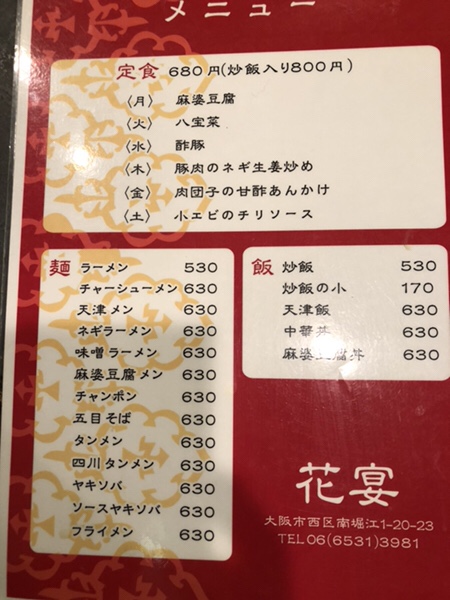 メニュー
定食 680円(炒飯入り800円)
〈月〉 麻婆豆腐
〈火〉 八宝菜
〈水〉 酢豚
〈木〉 豚肉のネギ生姜炒め
〈金〉 肉団子の甘酢あんかけ
〈土〉 小エビのチリソース
麺 ラーメン 530
チャーシューメン 630
天津メン 630
ネギラーメン 630
味噌ラーメン 630
麻婆豆腐メン 630
チャンポン 630
五目そば 630
タンメン 630
四川タンメン 630
ヤキソバ 630
ソースヤキソバ 630
フライメン 630
飯 炒飯 530
炒飯の小 170
天津飯 630
中華丼 630
麻婆豆腐丼 630
花宴
大阪市西区南堀江1-20-23
TEL06(6531)3981